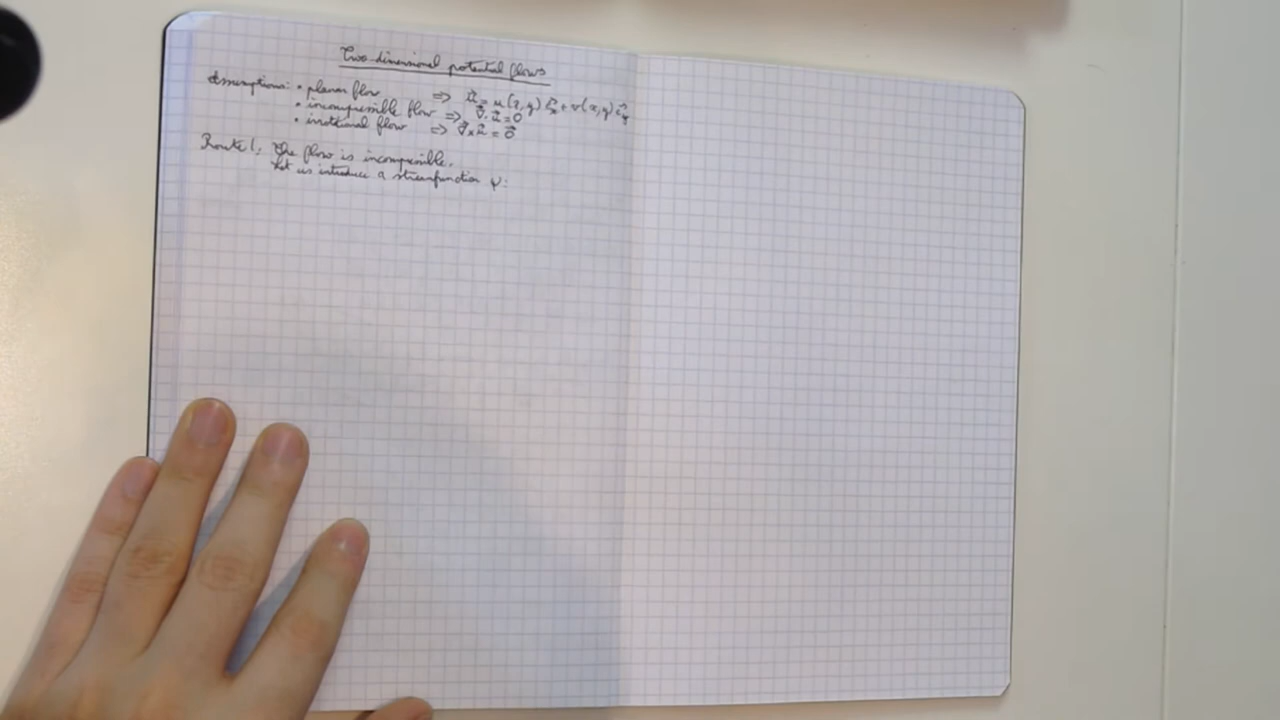 Two-dimensional potential flows
Assumptions: • planar flow ⇒ u⃗ = u(x,y) e⃗ₓ + v(x,y) e⃗ᵧ
• incompressible flow ⇒ ∇⃗·u⃗ = 0
• irrotational flow ⇒ ∇⃗×u⃗ = 0⃗
Route 1, The flow is incompressible.
Let us introduce a streamfunction ψ: